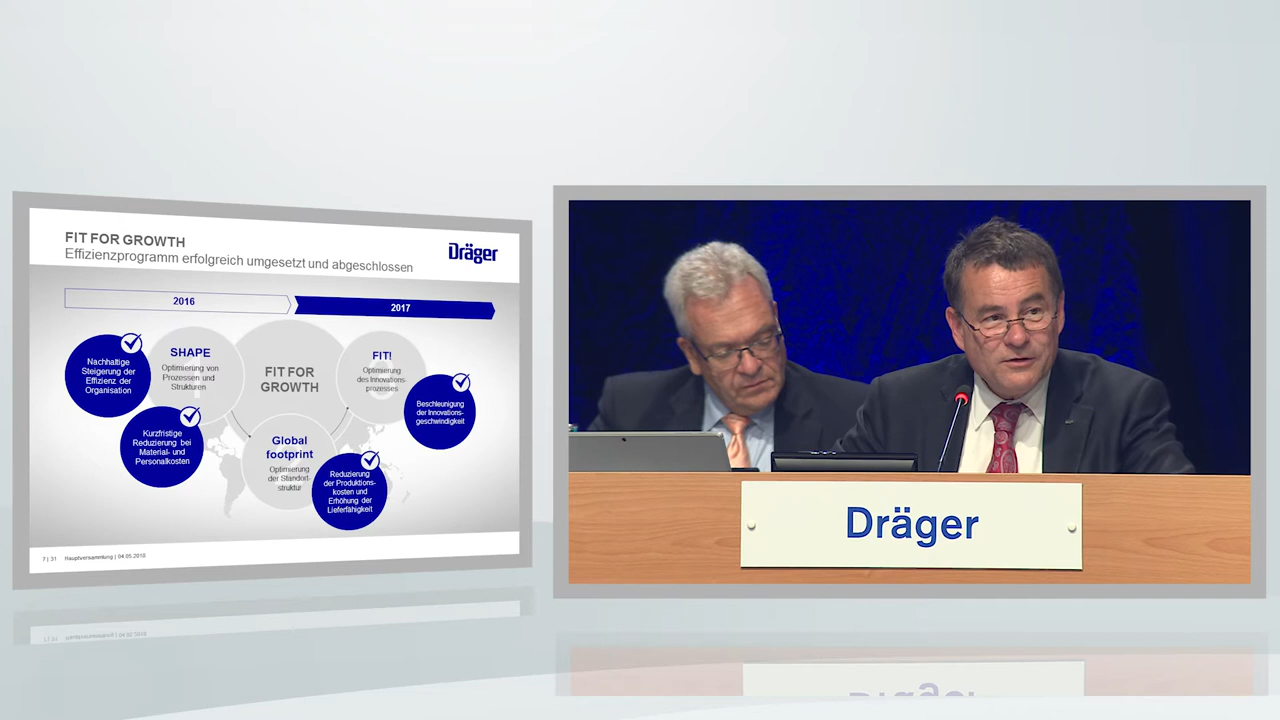 FIT FOR GROWTH
Effizienzprogramm erfolgreich umgesetzt und abgeschlossen
Dräger
2016
2017
Nachhaltige
Steigerung der
Effizienz der
Organisation
SHAPE
Optimierung von
Prozessen und
Strukturen
FIT FOR
GROWTH
FIT!
Optimierung
des Innovations-
prozesses
Beschleunigung
der Innovations-
geschwindigkeit
Kurzfristige
Reduzierung bei
Material- und
Personalkosten
Global
footprint
Optimierung
der Standort-
struktur
Reduzierung
der Produktions-
kosten und
Erhöhung der
Lieferfähigkeit
7 | 31 Hauptversammlung | 04.05.2018
Dräger